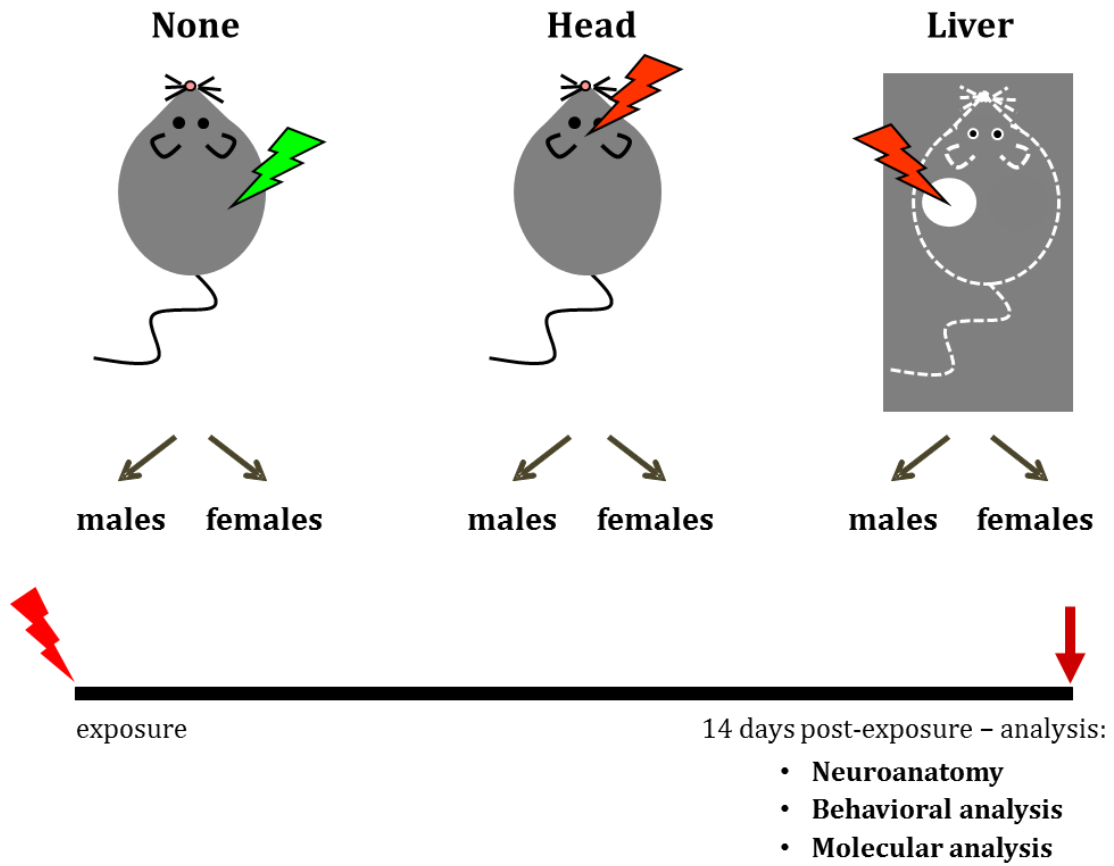 None Head Liver
males females males females males females
exposure
14 days post-exposure – analysis:
• Neuroanatomy
• Behavioral analysis
• Molecular analysis